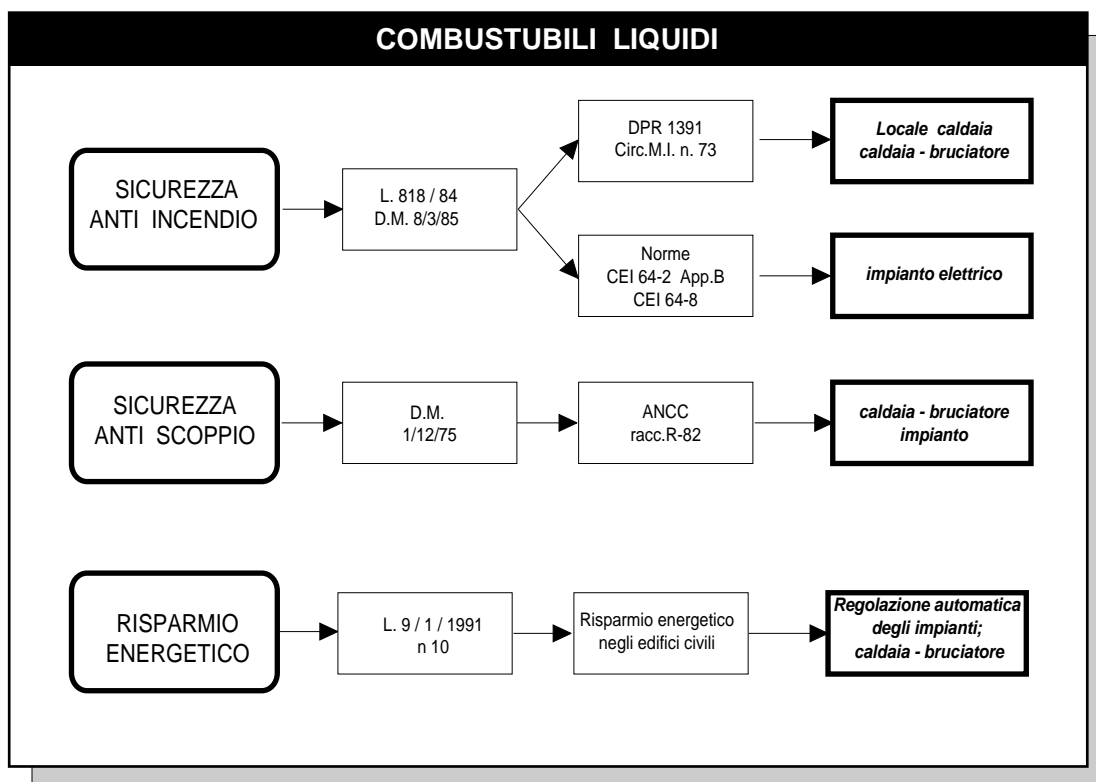 COMBUSTUBILI LIQUIDI
SICUREZZA
ANTI INCENDIO
L. 818 / 84
D.M. 8/3/85
DPR 1391
Circ.M.I. n. 73
Locale caldaia
caldaia - bruciatore
Norme
CEI 64-2 App.B
CEI 64-8
impianto elettrico
SICUREZZA
ANTI SCOPPIO
D.M.
1/12/75
ANCC
racc.R-82
caldaia - bruciatore
impianto
RISPARMIO
ENERGETICO
L. 9 / 1 / 1991
n 10
Risparmio energetico
negli edifici civili
Regolazione automatica
degli impianti;
caldaia - bruciatore